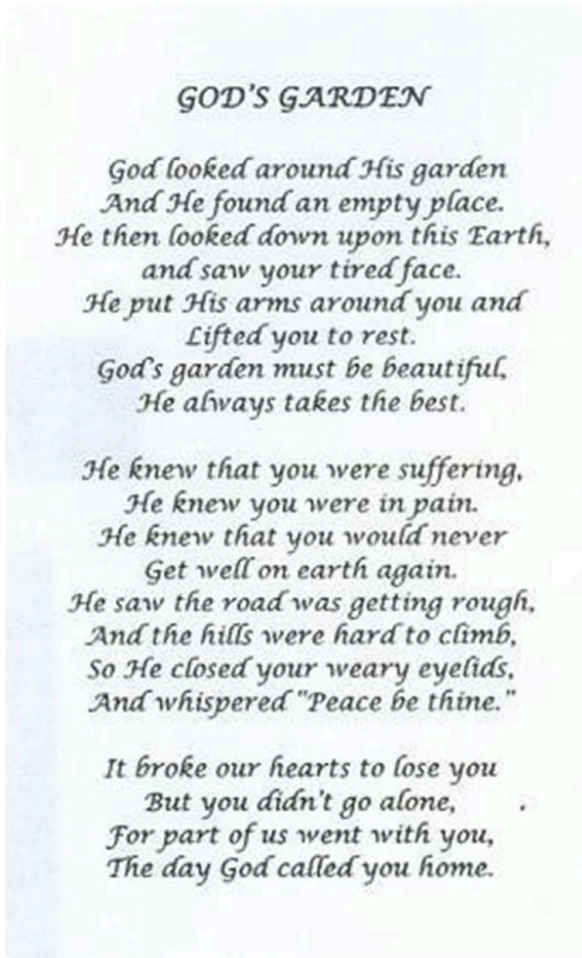 GOD'S GARDEN
God looked around His garden
And He found an empty place.
He then looked down upon this Earth,
and saw your tired face.
He put His arms around you and
Lifted you to rest.
God's garden must be beautiful,
He always takes the best.
He knew that you were suffering,
He knew you were in pain.
He knew that you would never
Get well on earth again.
He saw the road was getting rough,
And the hills were hard to climb,
So He closed your weary eyelids,
And whispered "Peace be thine."
It broke our hearts to lose you
But you didn't go alone,
For part of us went with you,
The day God called you home.